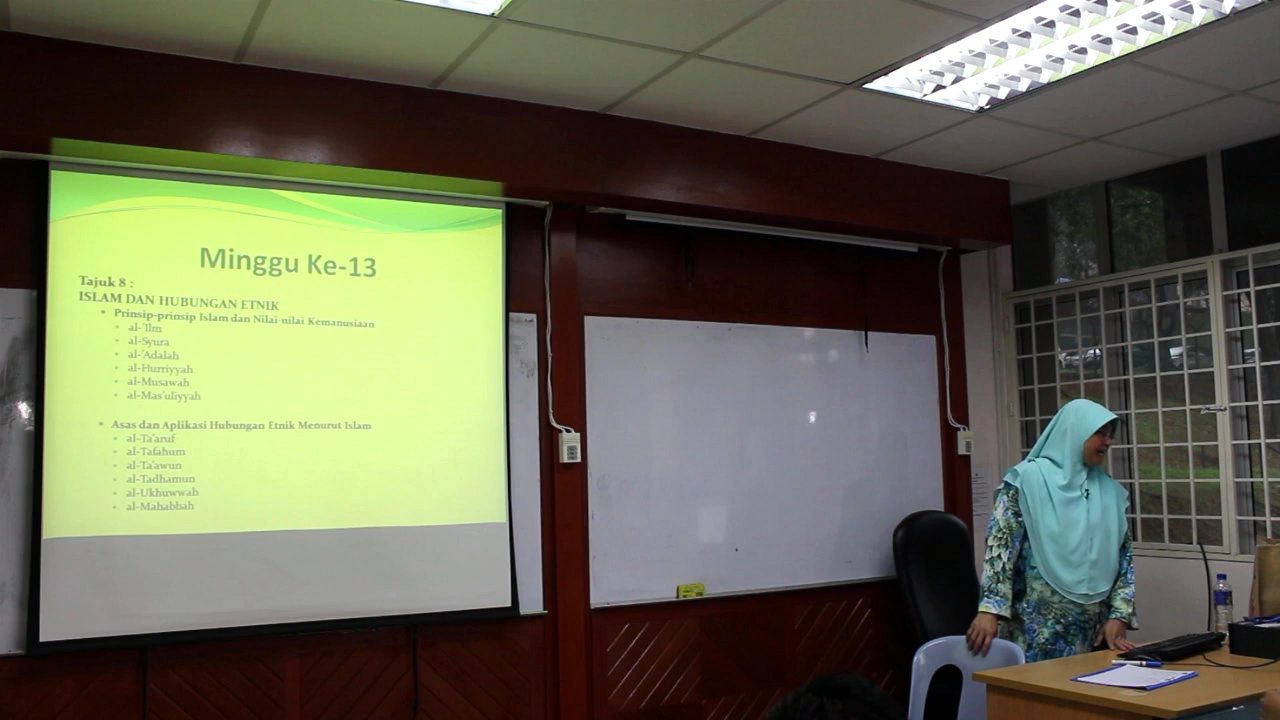 Minggu Ke-13
Tajuk 8 :
ISLAM DAN HUBUNGAN ETNIK
• Prinsip-prinsip Islam dan Nilai-nilai Kemanusiaan
• al-'Ilm
• al-Syura
• al-'Adalah
• al-Hurriyyah
• al-Musawah
• al-Mas'uliyyah
• Asas dan Aplikasi Hubungan Etnik Menurut Islam
• al-Ta'aruf
• al-Tafahum
• al-Ta'awun
• al-Tadhamun
• al-Ukhuwwah
• al-Mahabbah